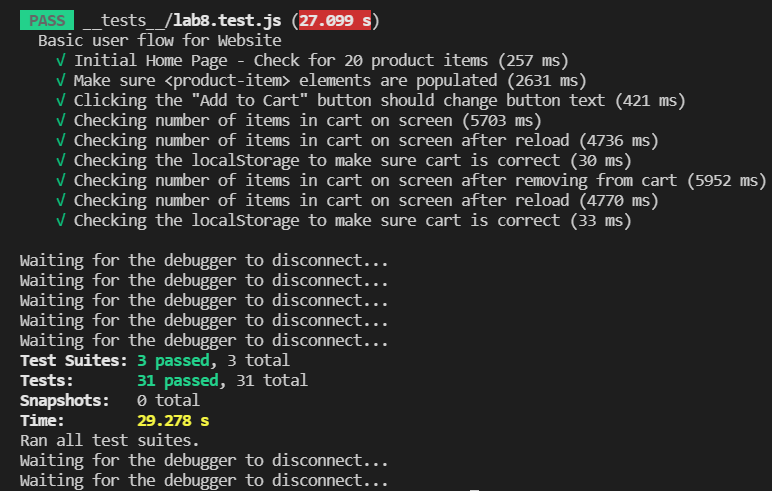 PASS __tests__/lab8.test.js (27.099 s)
Basic user flow for Website
√ Initial Home Page - Check for 20 product items (257 ms)
√ Make sure <product-item> elements are populated (2631 ms)
√ Clicking the "Add to Cart" button should change button text (421 ms)
√ Checking number of items in cart on screen (5703 ms)
√ Checking number of items in cart on screen after reload (4736 ms)
√ Checking the localStorage to make sure cart is correct (30 ms)
√ Checking number of items in cart on screen after removing from cart (5952 ms)
√ Checking number of items in cart on screen after reload (4770 ms)
√ Checking the localStorage to make sure cart is correct (33 ms)
Waiting for the debugger to disconnect...
Waiting for the debugger to disconnect...
Waiting for the debugger to disconnect...
Waiting for the debugger to disconnect...
Waiting for the debugger to disconnect...
Test Suites: 3 passed, 3 total
Tests: 31 passed, 31 total
Snapshots: 0 total
Time: 29.278 s
Ran all test suites.
Waiting for the debugger to disconnect...
Waiting for the debugger to disconnect...